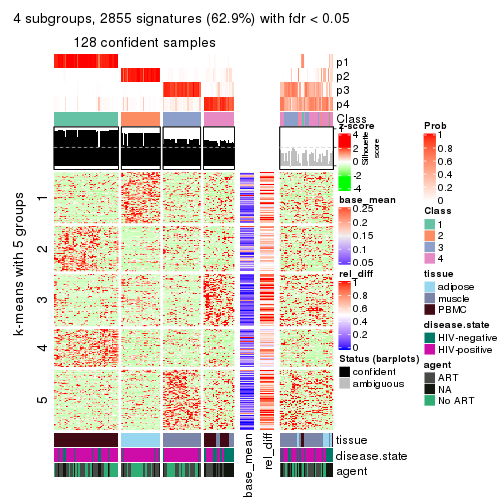 4 subgroups, 2855 signatures (62.9%) with fdr < 0.05
128 confident samples
p1
p2
p3
p4
Class
Silhouette score
k-means with 5 groups
1
2
3
4
5
base_mean
rel_diff
tissue
disease.state
agent
z-score
4
2
0
-2
-4
base_mean
0.25
0.2
0.15
0.1
0.05
rel_diff
1
0.8
0.6
0.4
0.2
0
Status (barplots)
confident
ambiguous
Prob
1
0.8
0.6
0.4
0.2
0
Class
1
2
3
4
tissue
adipose
muscle
PBMC
disease.state
HIV-negative
HIV-positive
agent
ART
NA
No ART